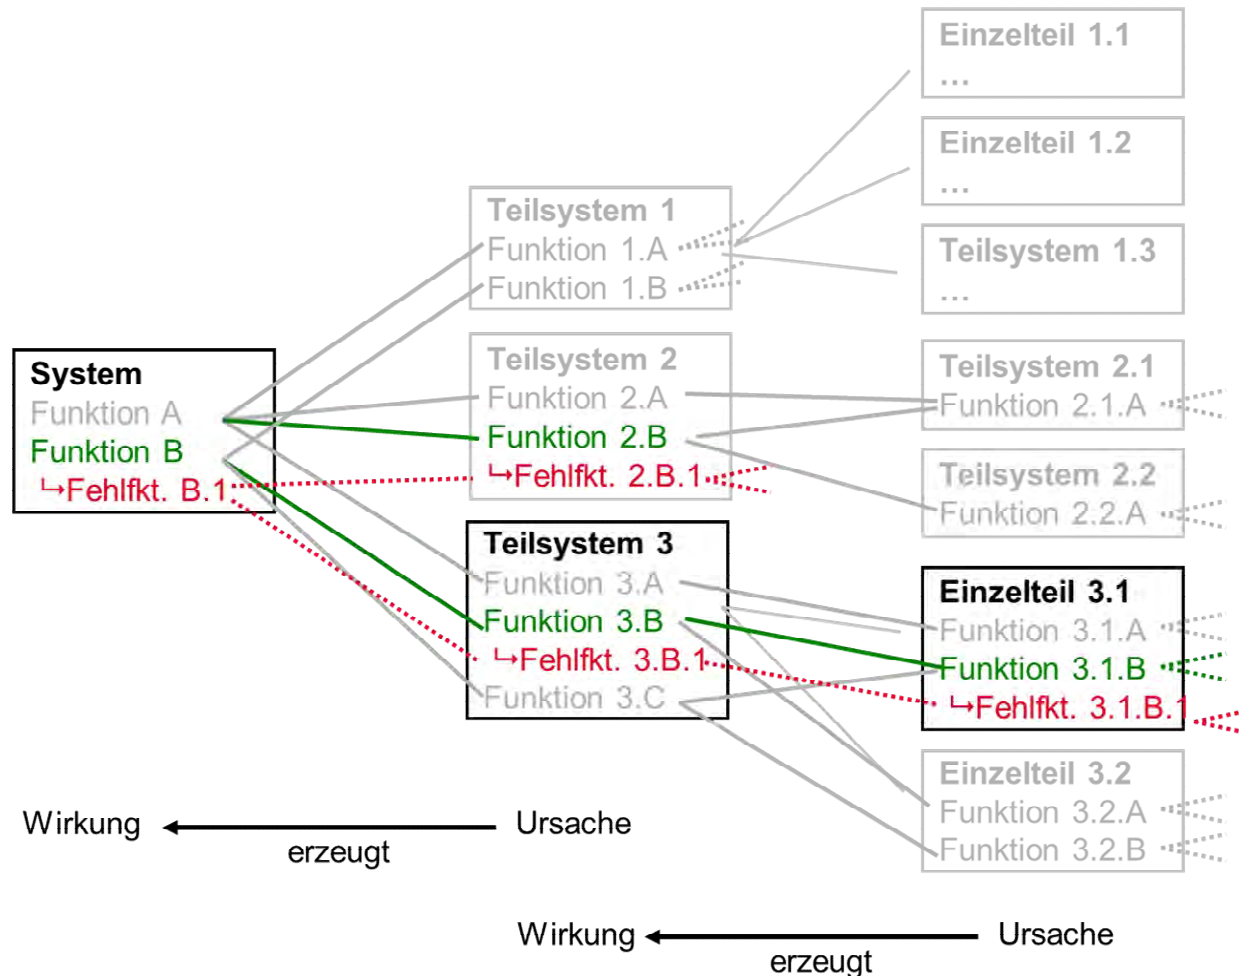 System
Funktion A
Funktion B
↳Fehlfkt. B.1
Teilsystem 1
Funktion 1.A
Funktion 1.B
Teilsystem 2
Funktion 2.A
Funktion 2.B
↳Fehlfkt. 2.B.1
Teilsystem 3
Funktion 3.A
Funktion 3.B
↳Fehlfkt. 3.B.1
Funktion 3.C
Einzelteil 1.1
...
Einzelteil 1.2
...
Teilsystem 1.3
...
Teilsystem 2.1
Funktion 2.1.A
Teilsystem 2.2
Funktion 2.2.A
Einzelteil 3.1
Funktion 3.1.A
Funktion 3.1.B
↳Fehlfkt. 3.1.B.1
Einzelteil 3.2
Funktion 3.2.A
Funktion 3.2.B
Wirkung
erzeugt
Ursache
Wirkung
erzeugt
Ursache